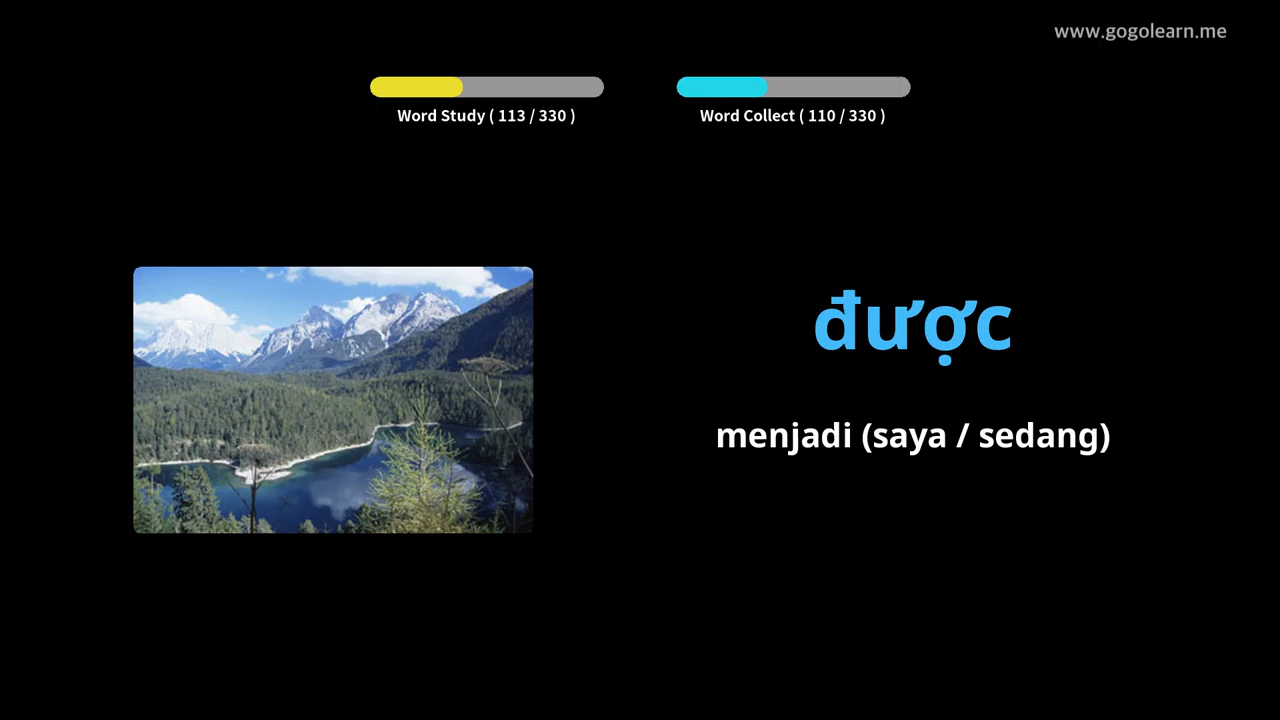 www.gogolearn.me
Word Study ( 113 / 330 )
Word Collect ( 110 / 330 )
được
menjadi (saya / sedang)